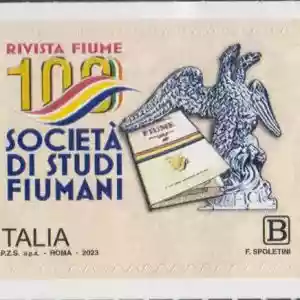 RIVISTA FIUME
100
SOCIETÀ
DI STUDI
FIUMANI
FIUME
ITALIA
B
I.P.Z.S. S.p.A. - ROMA - 2023
F. SPOLETINI